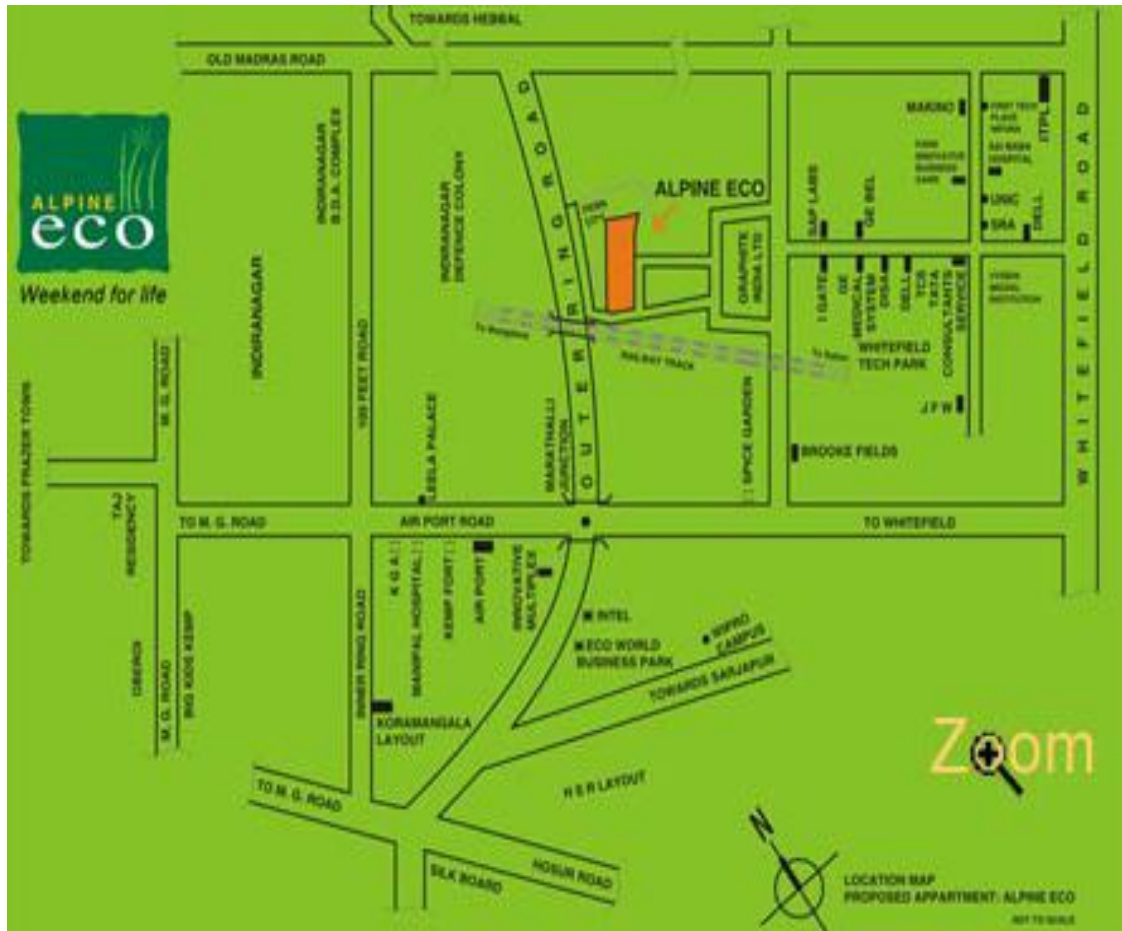 TOWARDS HEBBAL
OLD MADRAS ROAD
ALPINE
eco
Weekend for life
INDIRANAGAR
B.D.A. COMPLEX
INDIRANAGAR
DEFENCE COLONY
INDIRANAGAR
100 FEET ROAD
OUTER RING ROAD
ALPINE ECO
GRAPHITE
INDIA LTD
SAP LABS
GE BEL
MAKINO
ITPL
UNIC
SRA
DELL
WHITEFIELD ROAD
I GATE
GE
MEDICAL
SYSTEM
DELL
TCS
TATA
CONSULTANTS
SERVICE
WHITEFIELD
TECH PARK
RAILWAY TRACK
J F W
BROOKE FIELDS
[ ] SPICE GARDEN
MARATHALLI
JUNCTION
LEELA PALACE
M. G. ROAD
TOWARDS FRAZER TOWN
TAJ
RESIDENCY
TO M. G. ROAD
AIR PORT ROAD
TO WHITEFIELD
K G A [ ]
MANIPAL HOSPITAL [ ]
KEMP FORT [ ]
AIR PORT
INNOVATIVE
MULTIPLEX
INTEL
ECO WORLD
BUSINESS PARK
WIPRO
CAMPUS
TOWARDS SARJAPUR
OBEROI
M. G. ROAD
BIG KIDS KEMP
INNER RING ROAD
KORAMANGALA
LAYOUT
H S R LAYOUT
TO M. G. ROAD
SILK BOARD
HOSUR ROAD
Zoom
N
LOCATION MAP
PROPOSED APPARTMENT: ALPINE ECO
NOT TO SCALE